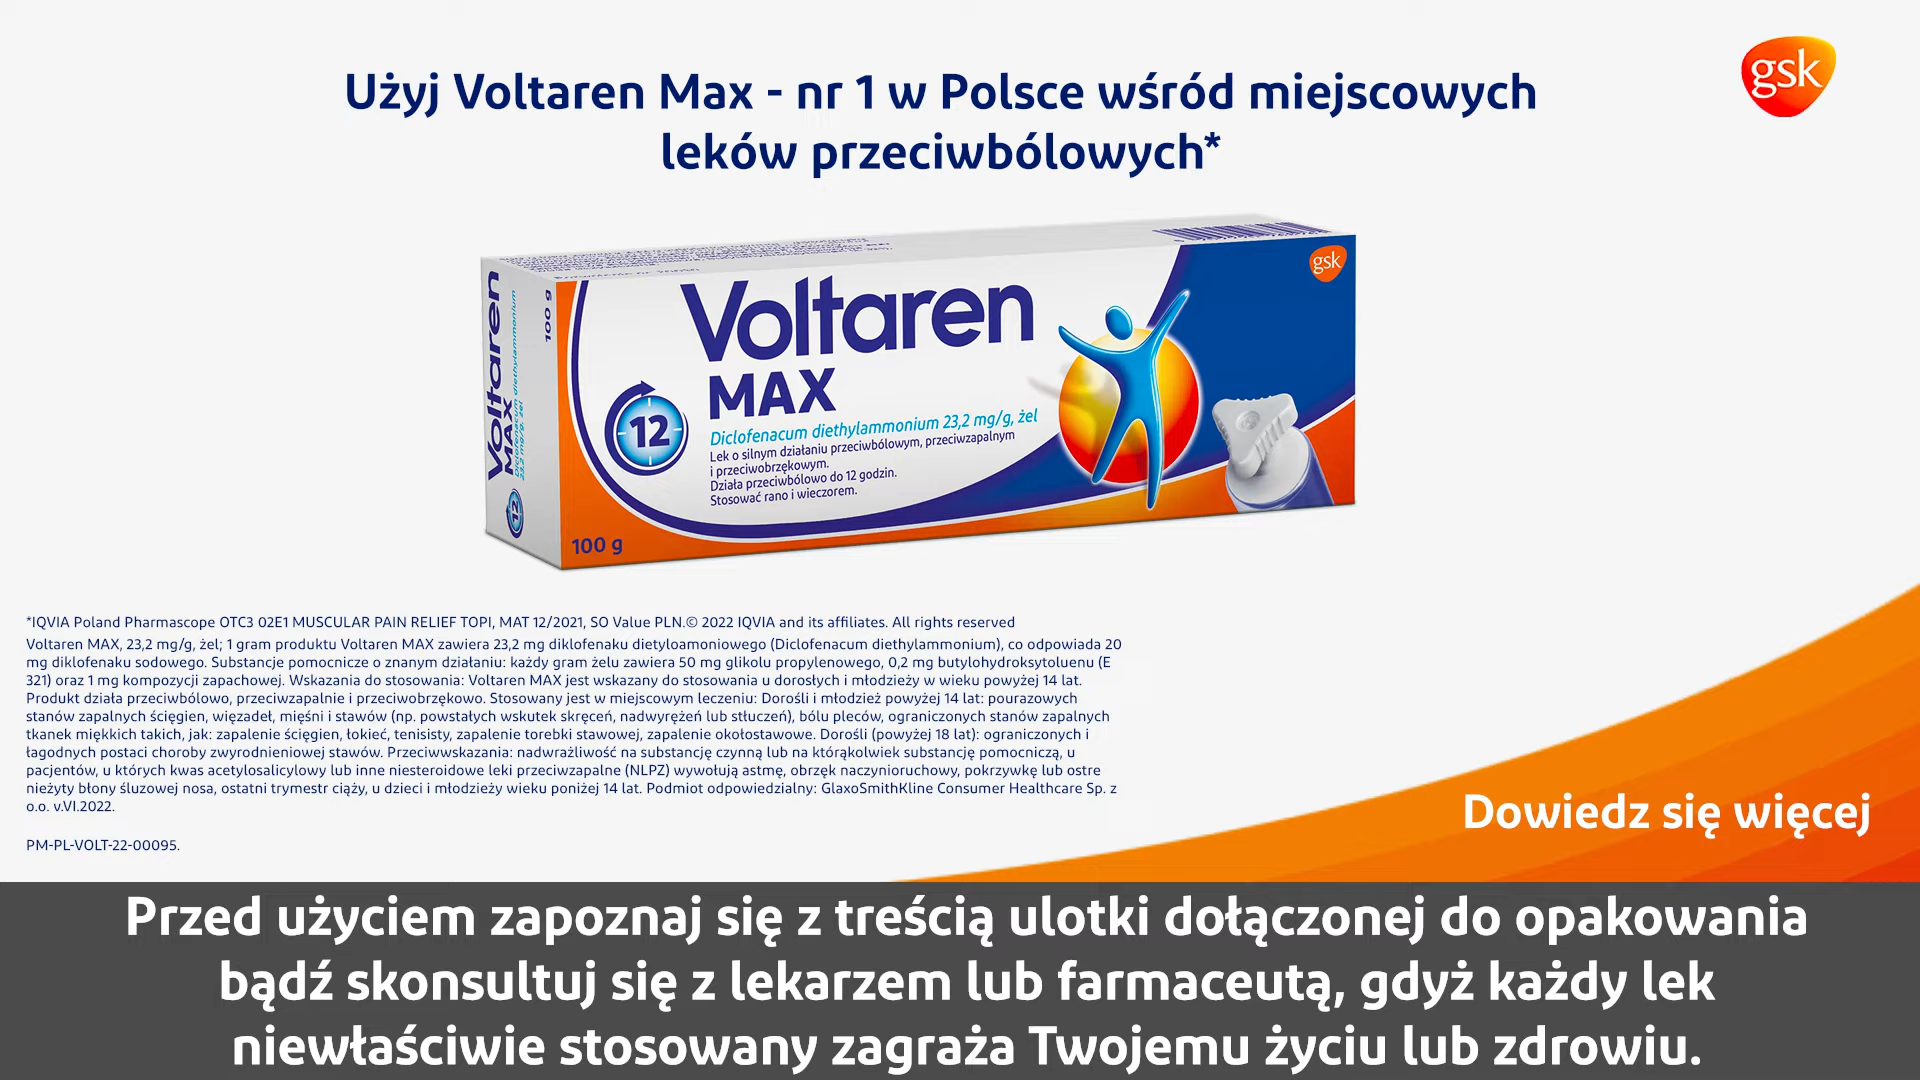 Użyj Voltaren Max - nr 1 w Polsce wśród miejscowych
leków przeciwbólowych*
gsk
gsk
Voltaren
MAX
Diclofenacum diethylammonium 23,2 mg/g, żel
Lek o silnym działaniu przeciwbólowym, przeciwzapalnym
i przeciwobrzękowym.
Działa przeciwbólowo do 12 godzin.
Stosować rano i wieczorem.
12
100 g
Voltaren
MAX
Diclofenacum diethylammonium
23,2 mg/g, żel
12
100 g
*IQVIA Poland Pharmascope OTC3 02E1 MUSCULAR PAIN RELIEF TOPI, MAT 12/2021, SO Value PLN.© 2022 IQVIA and its affiliates. All rights reserved
Voltaren MAX, 23,2 mg/g, żel; 1 gram produktu Voltaren MAX zawiera 23,2 mg diklofenaku dietyloamoniowego (Diclofenacum diethylammonium), co odpowiada 20
mg diklofenaku sodowego. Substancje pomocnicze o znanym działaniu: każdy gram żelu zawiera 50 mg glikolu propylenowego, 0,2 mg butylohydroksytoluenu (E
321) oraz 1 mg kompozycji zapachowej. Wskazania do stosowania: Voltaren MAX jest wskazany do stosowania u dorosłych i młodzieży w wieku powyżej 14 lat.
Produkt działa przeciwbólowo, przeciwzapalnie i przeciwobrzękowo. Stosowany jest w miejscowym leczeniu: Dorośli i młodzież powyżej 14 lat: pourazowych
stanów zapalnych ścięgien, więzadeł, mięśni i stawów (np. powstałych wskutek skręceń, nadwyrężeń lub stłuczeń), bólu pleców, ograniczonych stanów zapalnych
tkanek miękkich takich, jak: zapalenie ścięgien, łokieć, tenisisty, zapalenie torebki stawowej, zapalenie okołostawowe. Dorośli (powyżej 18 lat): ograniczonych i
łagodnych postaci choroby zwyrodnieniowej stawów. Przeciwwskazania: nadwrażliwość na substancję czynną lub na którąkolwiek substancję pomocniczą, u
pacjentów, u których kwas acetylosalicylowy lub inne niesteroidowe leki przeciwzapalne (NLPZ) wywołują astmę, obrzęk naczynioruchowy, pokrzywkę lub ostre
nieżyty błony śluzowej nosa, ostatni trymestr ciąży, u dzieci i młodzieży wieku poniżej 14 lat. Podmiot odpowiedzialny: GlaxoSmithKline Consumer Healthcare Sp. z
o.o. v.VI.2022.
PM-PL-VOLT-22-00095.
Dowiedz się więcej
Przed użyciem zapoznaj się z treścią ulotki dołączonej do opakowania
bądź skonsultuj się z lekarzem lub farmaceutą, gdyż każdy lek
niewłaściwie stosowany zagraża Twojemu życiu lub zdrowiu.